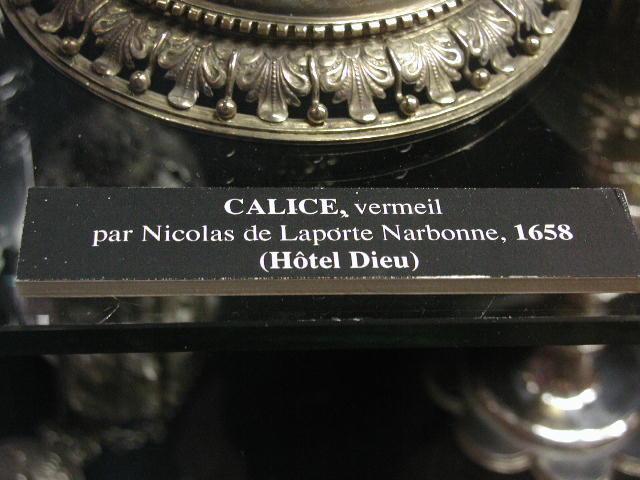 CALICE, vermeil
par Nicolas de Laporte Narbonne, 1658
(Hôtel Dieu)